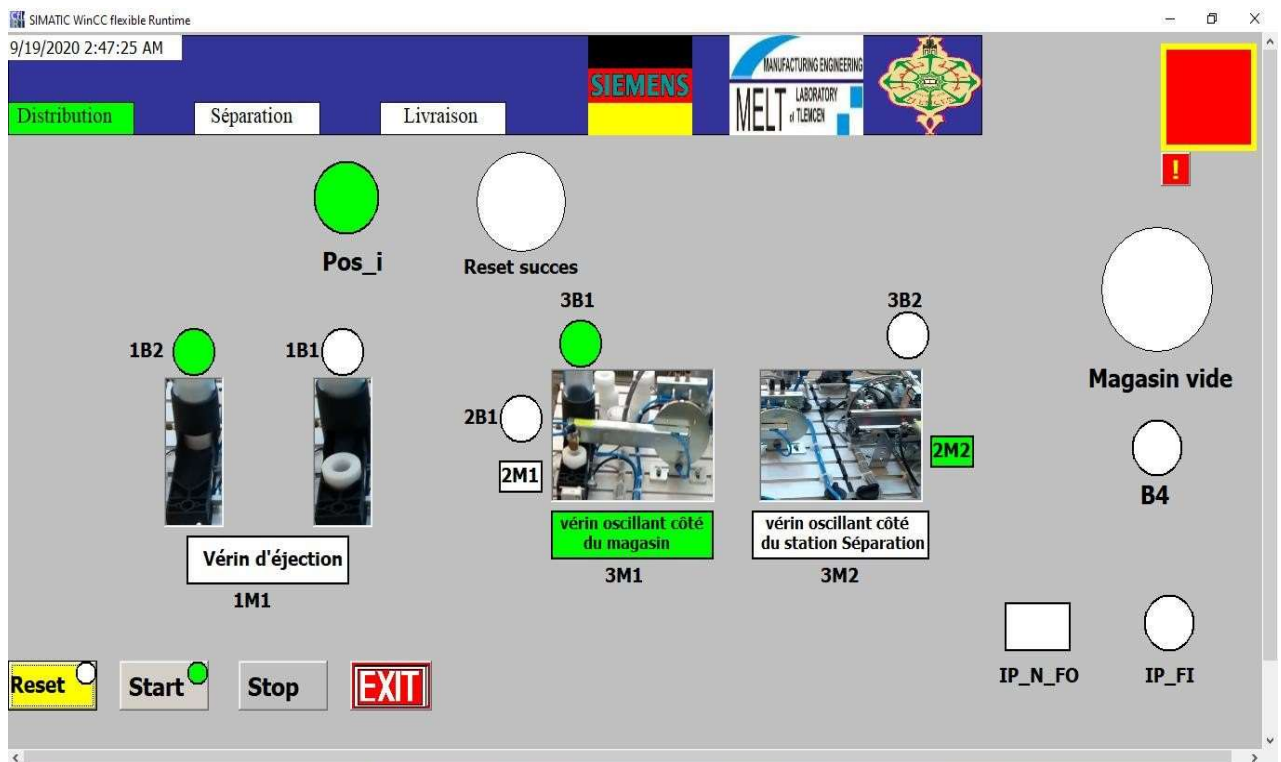 SIMATIC WinCC flexible Runtime
9/19/2020 2:47:25 AM
SIEMENS
MANUFACTURING ENGINEERING
MELT LABORATORY
of TLEMCEN
Distribution
Séparation
Livraison
!
Pos_i
Reset succes
3B1
3B2
1B2
1B1
Magasin vide
2B1
2M2
2M1
B4
vérin oscillant côté
du magasin
vérin oscillant côté
du station Séparation
Vérin d'éjection
3M1
3M2
1M1
IP_N_FO
IP_FI
Reset
Start
Stop
EXIT